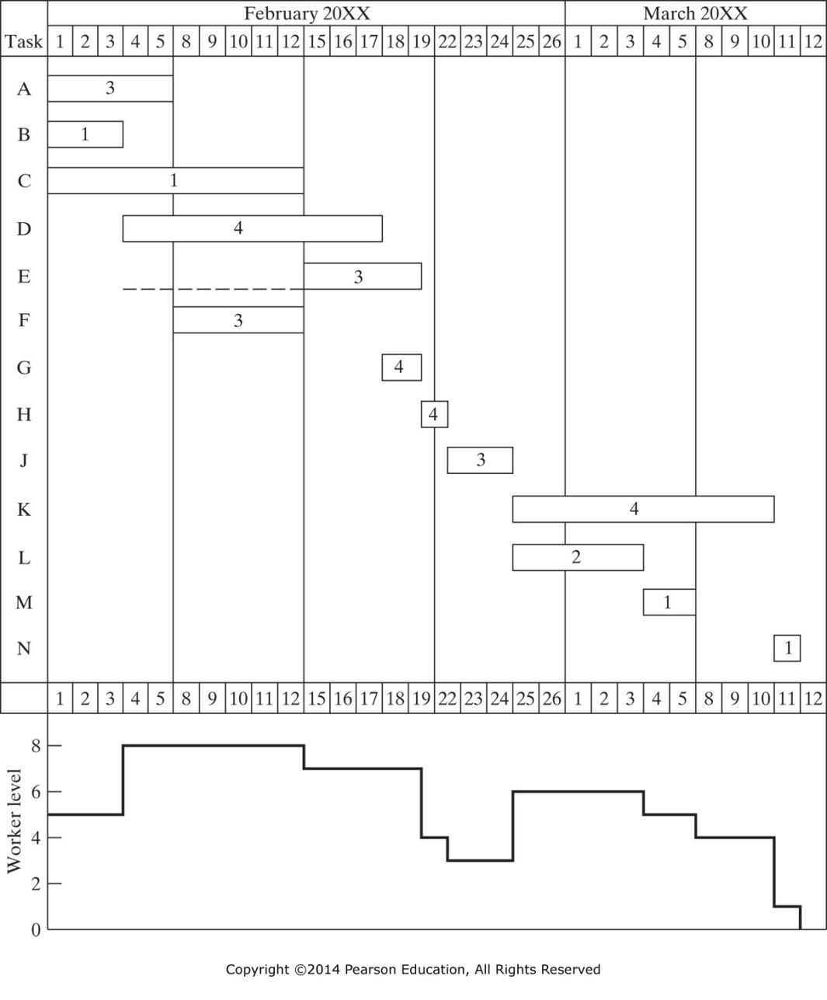 February 20XX March 20XX
Task 1 2 3 4 5 8 9 10 11 12 15 16 17 18 19 22 23 24 25 26 1 2 3 4 5 8 9 10 11 12
A 3
B 1
C 1
D 4
E 3
F 3
G 4
H 4
J 3
K 4
L 2
M 1
N 1
1 2 3 4 5 8 9 10 11 12 15 16 17 18 19 22 23 24 25 26 1 2 3 4 5 8 9 10 11 12
Worker level
8
6
4
2
0
Copyright ©2014 Pearson Education, All Rights Reserved